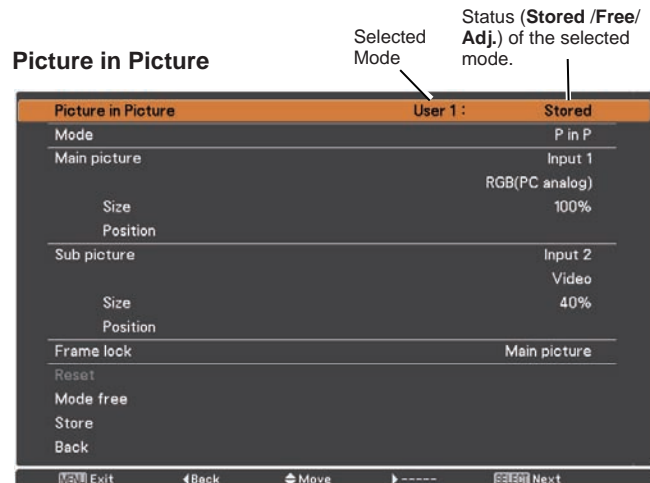 Picture in Picture
Selected
Mode
Status (Stored /Free/
Adj.) of the selected
mode.
Picture in Picture User 1 : Stored
Mode P in P
Main picture Input 1
RGB(PC analog)
Size 100%
Position
Sub picture Input 2
Video
Size 40%
Position
Frame lock Main picture
Reset
Mode free
Store
Back
MENU Exit Back Move ----- SELECT Next